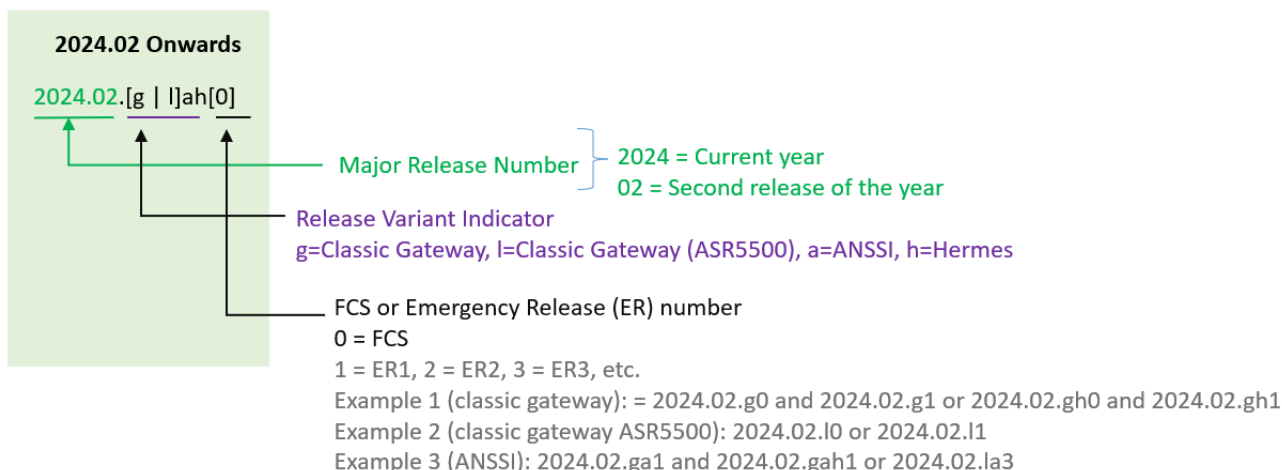 2024.02 Onwards
2024.02.[g | l]ah[0]
Major Release Number
2024 = Current year
02 = Second release of the year
Release Variant Indicator
g=Classic Gateway, l=Classic Gateway (ASR5500), a=ANSSI, h=Hermes
FCS or Emergency Release (ER) number
0 = FCS
1 = ER1, 2 = ER2, 3 = ER3, etc.
Example 1 (classic gateway): = 2024.02.g0 and 2024.02.g1 or 2024.02.gh0 and 2024.02.gh1
Example 2 (classic gateway ASR5500): 2024.02.l0 or 2024.02.l1
Example 3 (ANSSI): 2024.02.ga1 and 2024.02.gah1 or 2024.02.la3